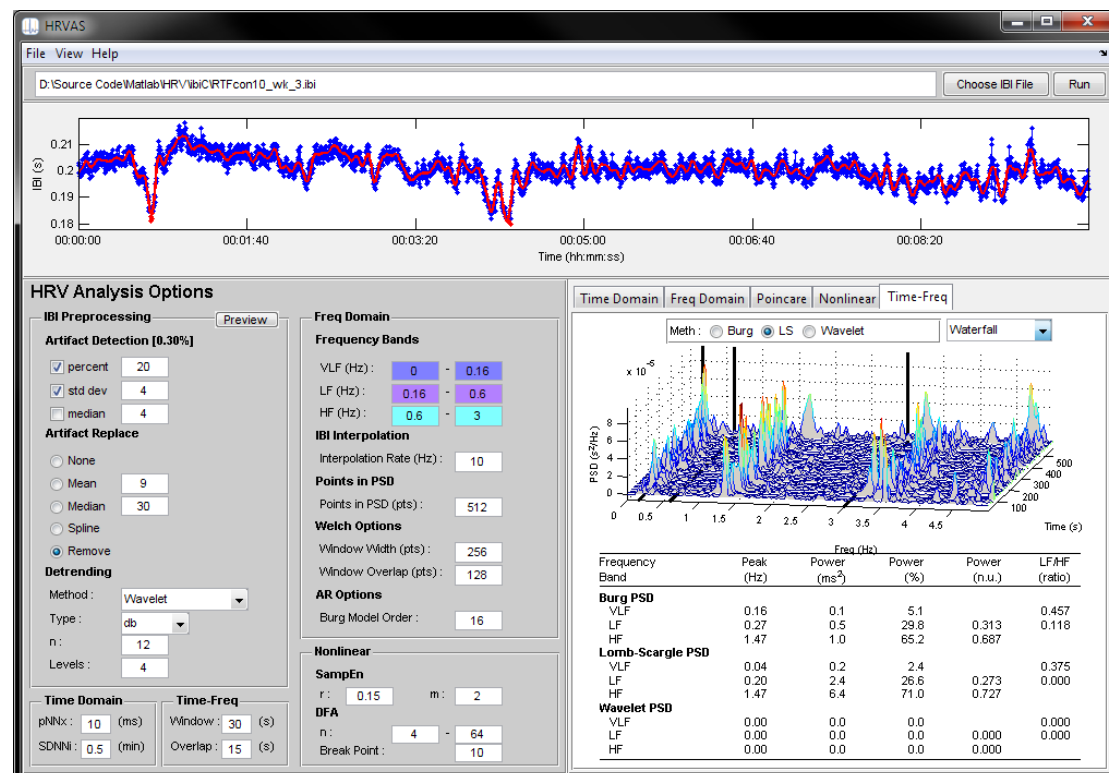 HRVAS
File View Help
D:\Source Code\Matlab\HRV\ibiC\RTFcon10_wk_3.ibi
Choose IBI File
Run
0.21
0.2
0.19
0.18
IBI (s)
00:00:00 00:01:40 00:03:20 00:05:00 00:06:40 00:08:20
Time (hh:mm:ss)
HRV Analysis Options
IBI Preprocessing
Preview
Artifact Detection [0.30%]
percent 20
std dev 4
median 4
Artifact Replace
None
Mean 9
Median 30
Spline
Remove
Detrending
Method : Wavelet
Type : db
n : 12
Levels : 4
Time Domain
pNNx : 10 (ms)
SDNNi : 0.5 (min)
Time-Freq
Window : 30 (s)
Overlap : 15 (s)
Freq Domain
Frequency Bands
VLF (Hz) : 0 - 0.16
LF (Hz) : 0.16 - 0.6
HF (Hz) : 0.6 - 3
IBI Interpolation
Interpolation Rate (Hz) : 10
Points in PSD
Points in PSD (pts) : 512
Welch Options
Window Width (pts) : 256
Window Overlap (pts) : 128
AR Options
Burg Model Order : 16
Nonlinear
SampEn
r : 0.15 m : 2
DFA
n : 4 - 64
Break Point : 10
Time Domain Freq Domain Poincare Nonlinear Time-Freq
Meth : Burg LS Wavelet
Waterfall
x 10⁻⁵
8
6
4
2
0
PSD (s²/Hz)
0 0.5 1 1.5 2 2.5 3 3.5 4 4.5
Freq (Hz)
500
400
300
200
100
Time (s)
Frequency Peak Power Power Power LF/HF
Band (Hz) (ms²) (%) (n.u.) (ratio)
Burg PSD
VLF 0.16 0.1 5.1 0.457
LF 0.27 0.5 29.8 0.313 0.118
HF 1.47 1.0 65.2 0.687
Lomb-Scargle PSD
VLF 0.04 0.2 2.4 0.375
LF 0.20 2.4 26.6 0.273 0.000
HF 1.47 6.4 71.0 0.727
Wavelet PSD
VLF 0.00 0.0 0.0 0.000
LF 0.00 0.0 0.0 0.000 0.000
HF 0.00 0.0 0.0 0.000